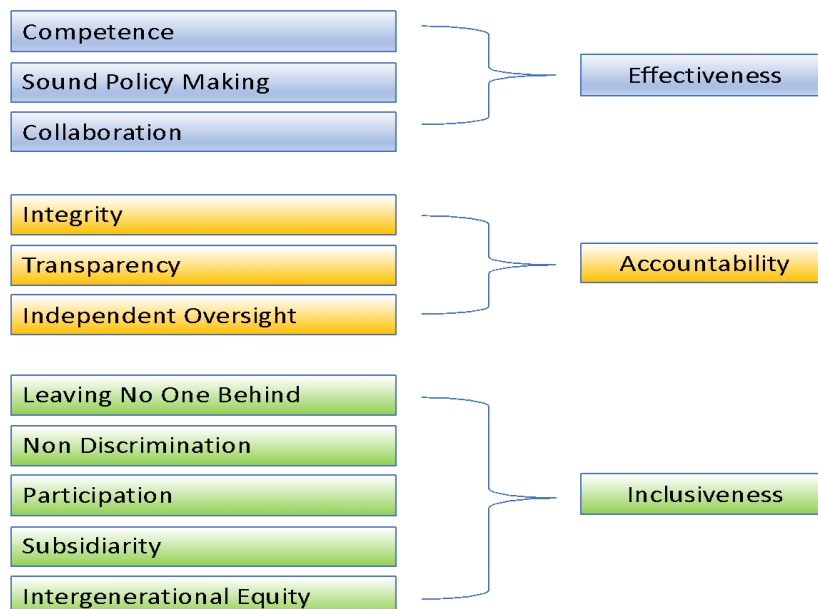 Competence
Sound Policy Making
Collaboration
Effectiveness
Integrity
Transparency
Independent Oversight
Accountability
Leaving No One Behind
Non Discrimination
Participation
Subsidiarity
Intergenerational Equity
Inclusiveness